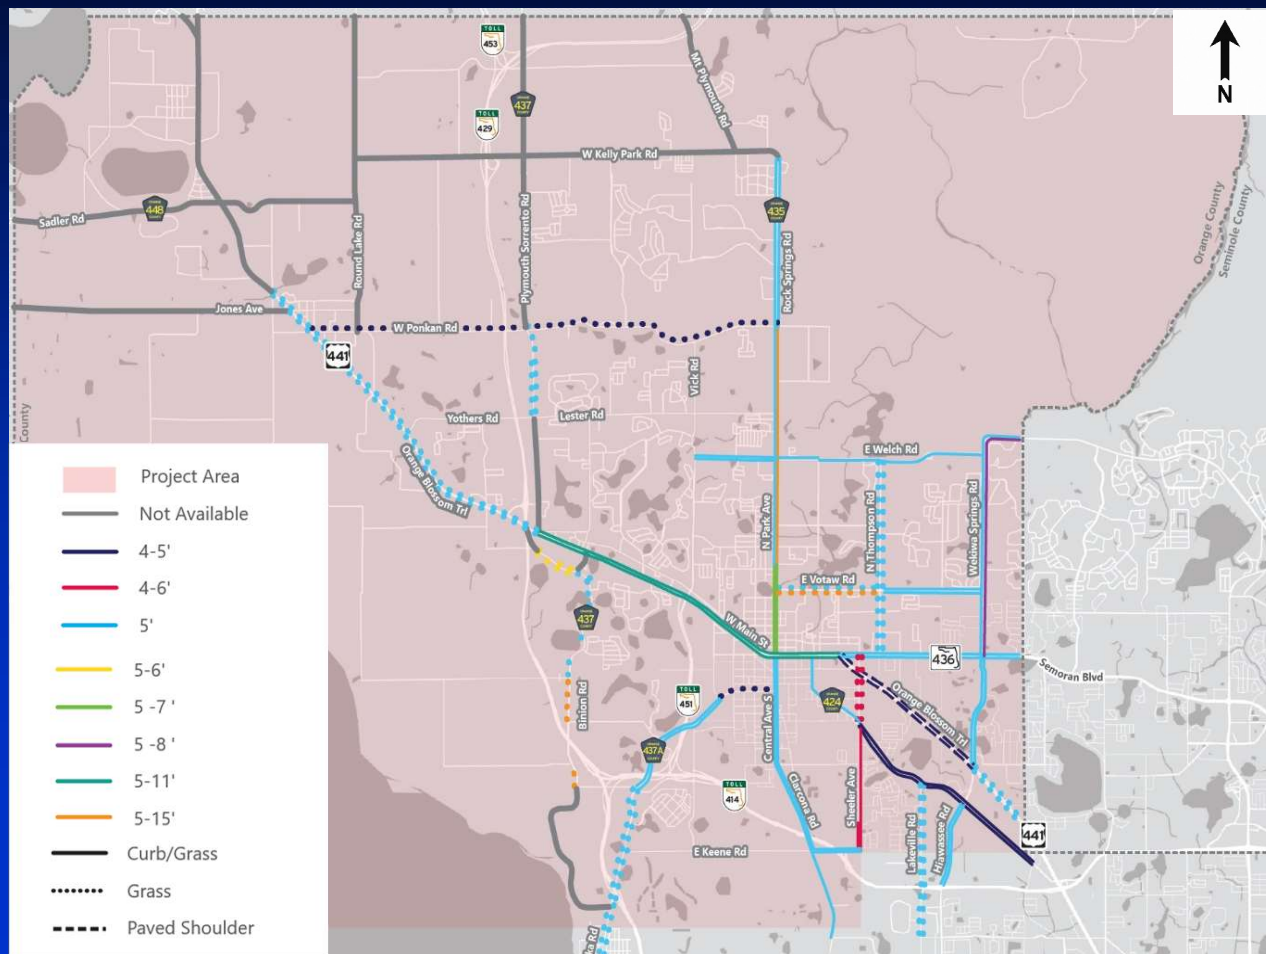 N
TOLL
453
437
TOLL
429
Mt Plymouth Rd
W Kelly Park Rd
448
Sadler Rd
435
Orange County
Seminole County
Round Lake Rd
Plymouth Sorrento Rd
Rock Springs Rd
Jones Ave
W Ponkan Rd
441
Vick Rd
County
Yothers Rd
Lester Rd
Orange Blossom Trl
E Welch Rd
N Park Ave
N Thompson Rd
Wekiwa Springs Rd
E Votaw Rd
437
W Main St
436
Semoran Blvd
Binion Rd
TOLL
451
424
Orange Blossom Trl
Central Ave S
437A
TOLL
414
Clarcona Rd
Sheeler Ave
Lakeville Rd
Hiawassee Rd
441
E Keene Rd
ka Rd
Project Area
Not Available
4-5'
4-6'
5'
5-6'
5 -7 '
5 -8 '
5-11'
5-15'
Curb/Grass
Grass
Paved Shoulder